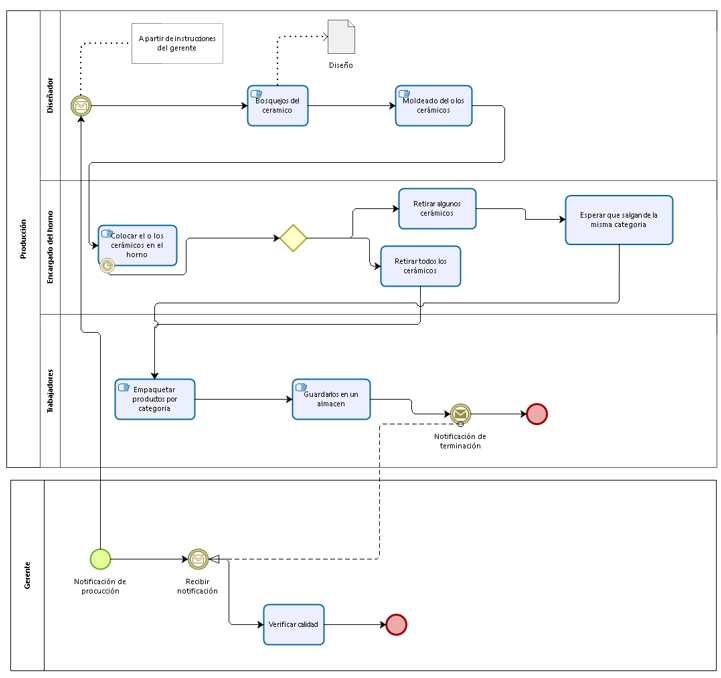 Producción
Diseñador
A partir de instrucciones
del gerente
Diseño
Bosquejos del
ceramico
Moldeado del o los
cerámicos
Encargado del horno
Colocar el o los
cerámicos en el
horno
Retirar algunos
cerámicos
Retirar todos los
cerámicos
Esperar que salgan de la
misma categoria
Trabajadores
Empaquetar
productos por
categoria
Guardarlos en un
almacen
Notificación de
terminación
Gerente
Notificación de
procucción
Recibir
notificación
Verificar calidad